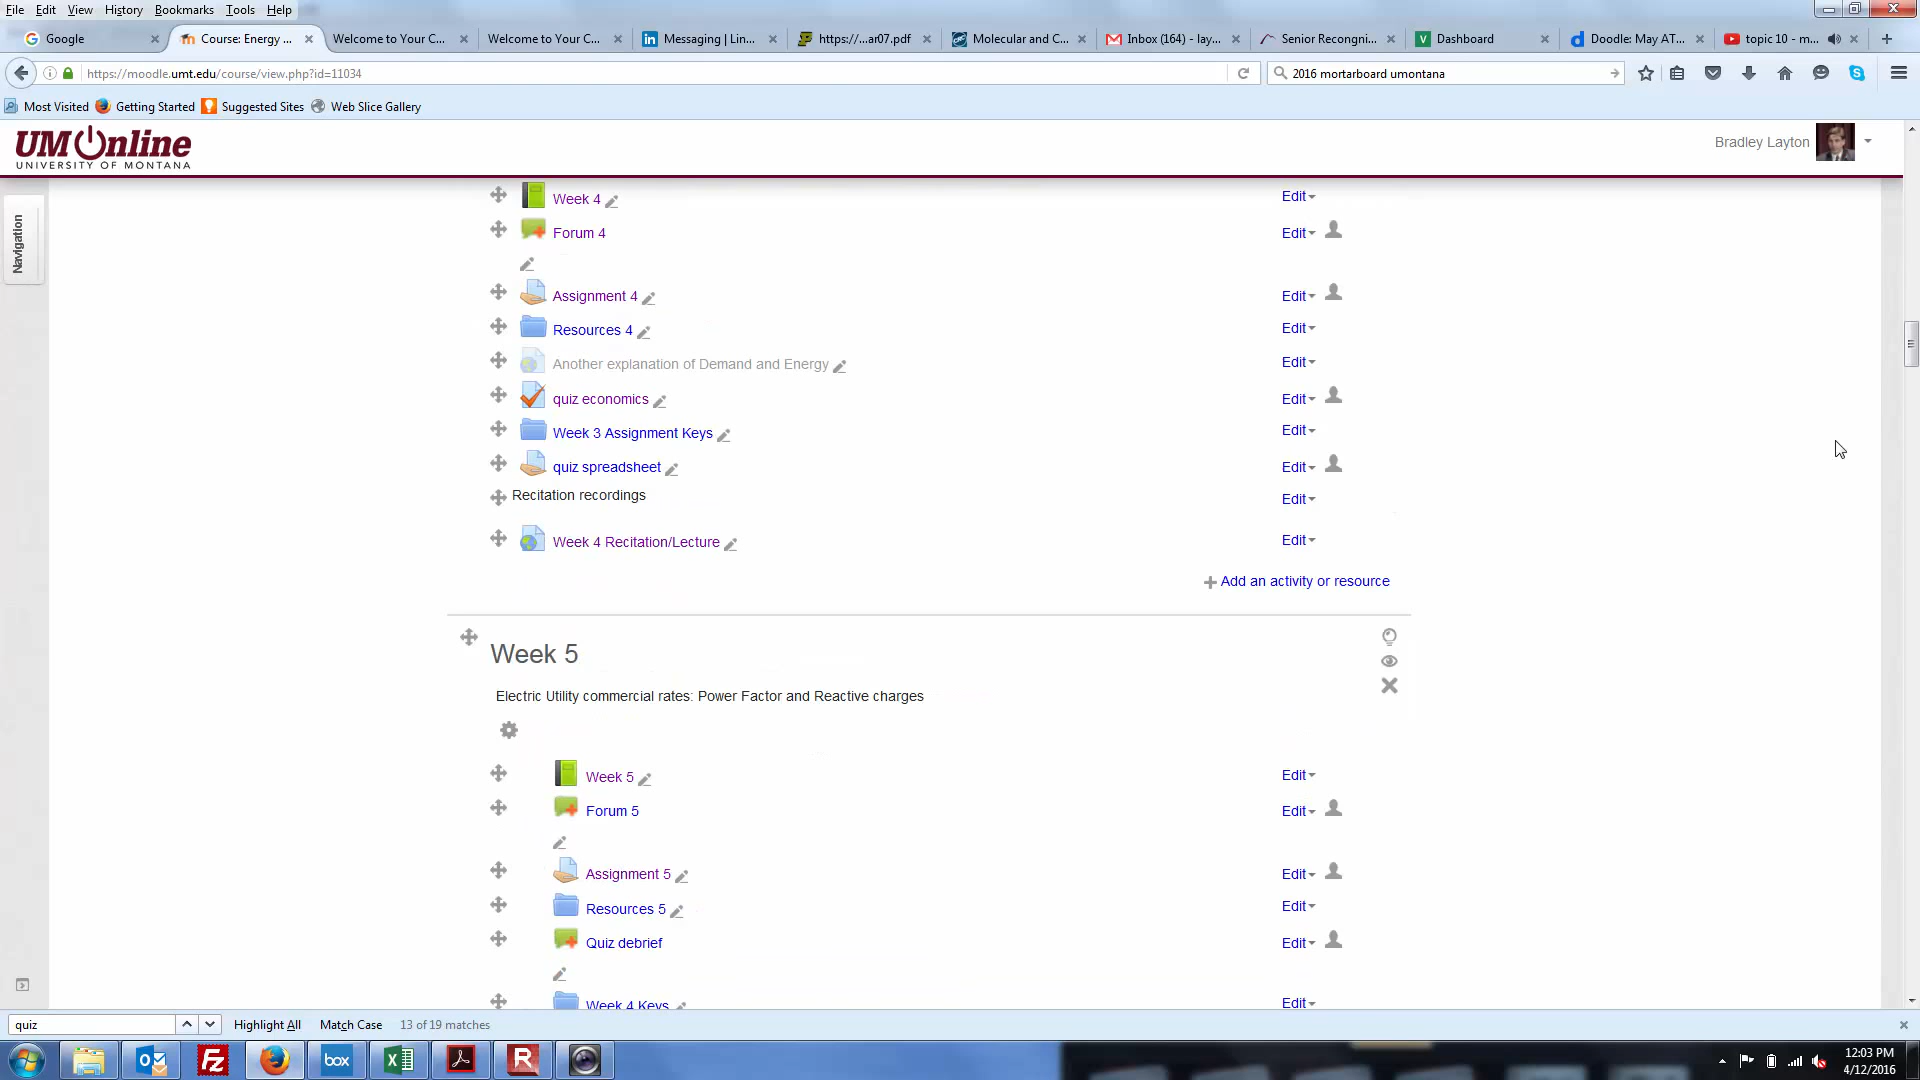 File Edit View History Bookmarks Tools Help
Google
Course: Energy ...
Welcome to Your C...
Welcome to Your C...
Messaging | Lin...
https://...ar07.pdf
Molecular and C...
Inbox (164) - lay...
Senior Recongni...
Dashboard
Doodle: May AT...
topic 10 - m...
https://moodle.umt.edu/course/view.php?id=11034
2016 mortarboard umontana
Most Visited Getting Started Suggested Sites Web Slice Gallery
UMOnline
UNIVERSITY OF MONTANA
Bradley Layton
Navigation
Week 4 Edit
Forum 4 Edit
Assignment 4 Edit
Resources 4 Edit
Another explanation of Demand and Energy Edit
quiz economics Edit
Week 3 Assignment Keys Edit
quiz spreadsheet Edit
Recitation recordings Edit
Week 4 Recitation/Lecture Edit
Add an activity or resource
Week 5
Electric Utility commercial rates: Power Factor and Reactive charges
Week 5 Edit
Forum 5 Edit
Assignment 5 Edit
Resources 5 Edit
Quiz debrief Edit
Week 4 Keys Edit
quiz Highlight All Match Case 13 of 19 matches
box
12:03 PM
4/12/2016